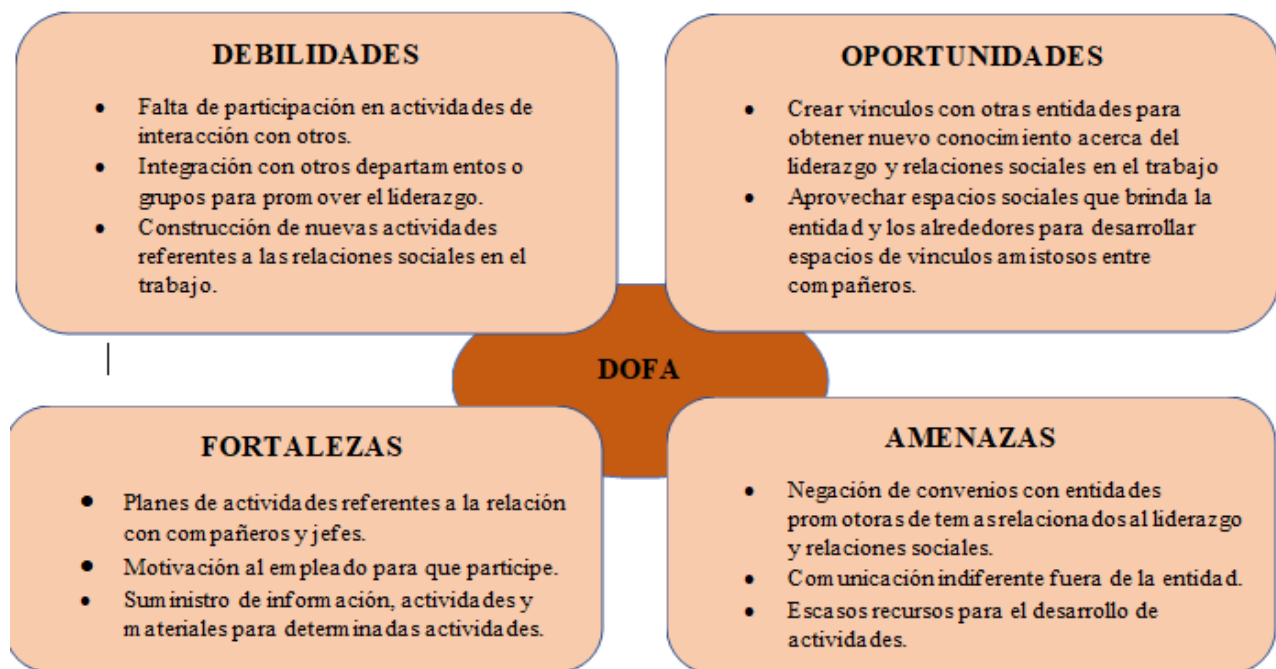 DEBILIDADES
• Falta de participación en actividades de
interacción con otros.
• Integración con otros departamentos o
grupos para promover el liderazgo.
• Construcción de nuevas actividades
referentes a las relaciones sociales en el
trabajo.
OPORTUNIDADES
• Crear vínculos con otras entidades para
obtener nuevo conocimiento acerca del
liderazgo y relaciones sociales en el trabajo
• Aprovechar espacios sociales que brinda la
entidad y los alrededores para desarrollar
espacios de vínculos amistosos entre
compañeros.
DOFA
FORTALEZAS
• Planes de actividades referentes a la relación
con compañeros y jefes.
• Motivación al empleado para que participe.
• Suministro de información, actividades y
materiales para determinadas actividades.
AMENAZAS
• Negación de convenios con entidades
promotoras de temas relacionados al liderazgo
y relaciones sociales.
• Comunicación indiferente fuera de la entidad.
• Escasos recursos para el desarrollo de
actividades.